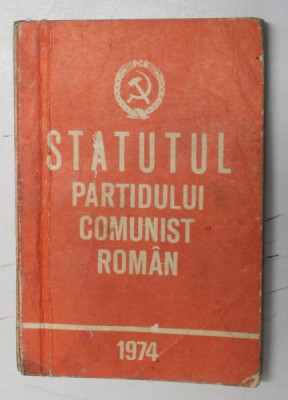 PCR
STATUTUL
PARTIDULUI
COMUNIST
ROMÂN
1974